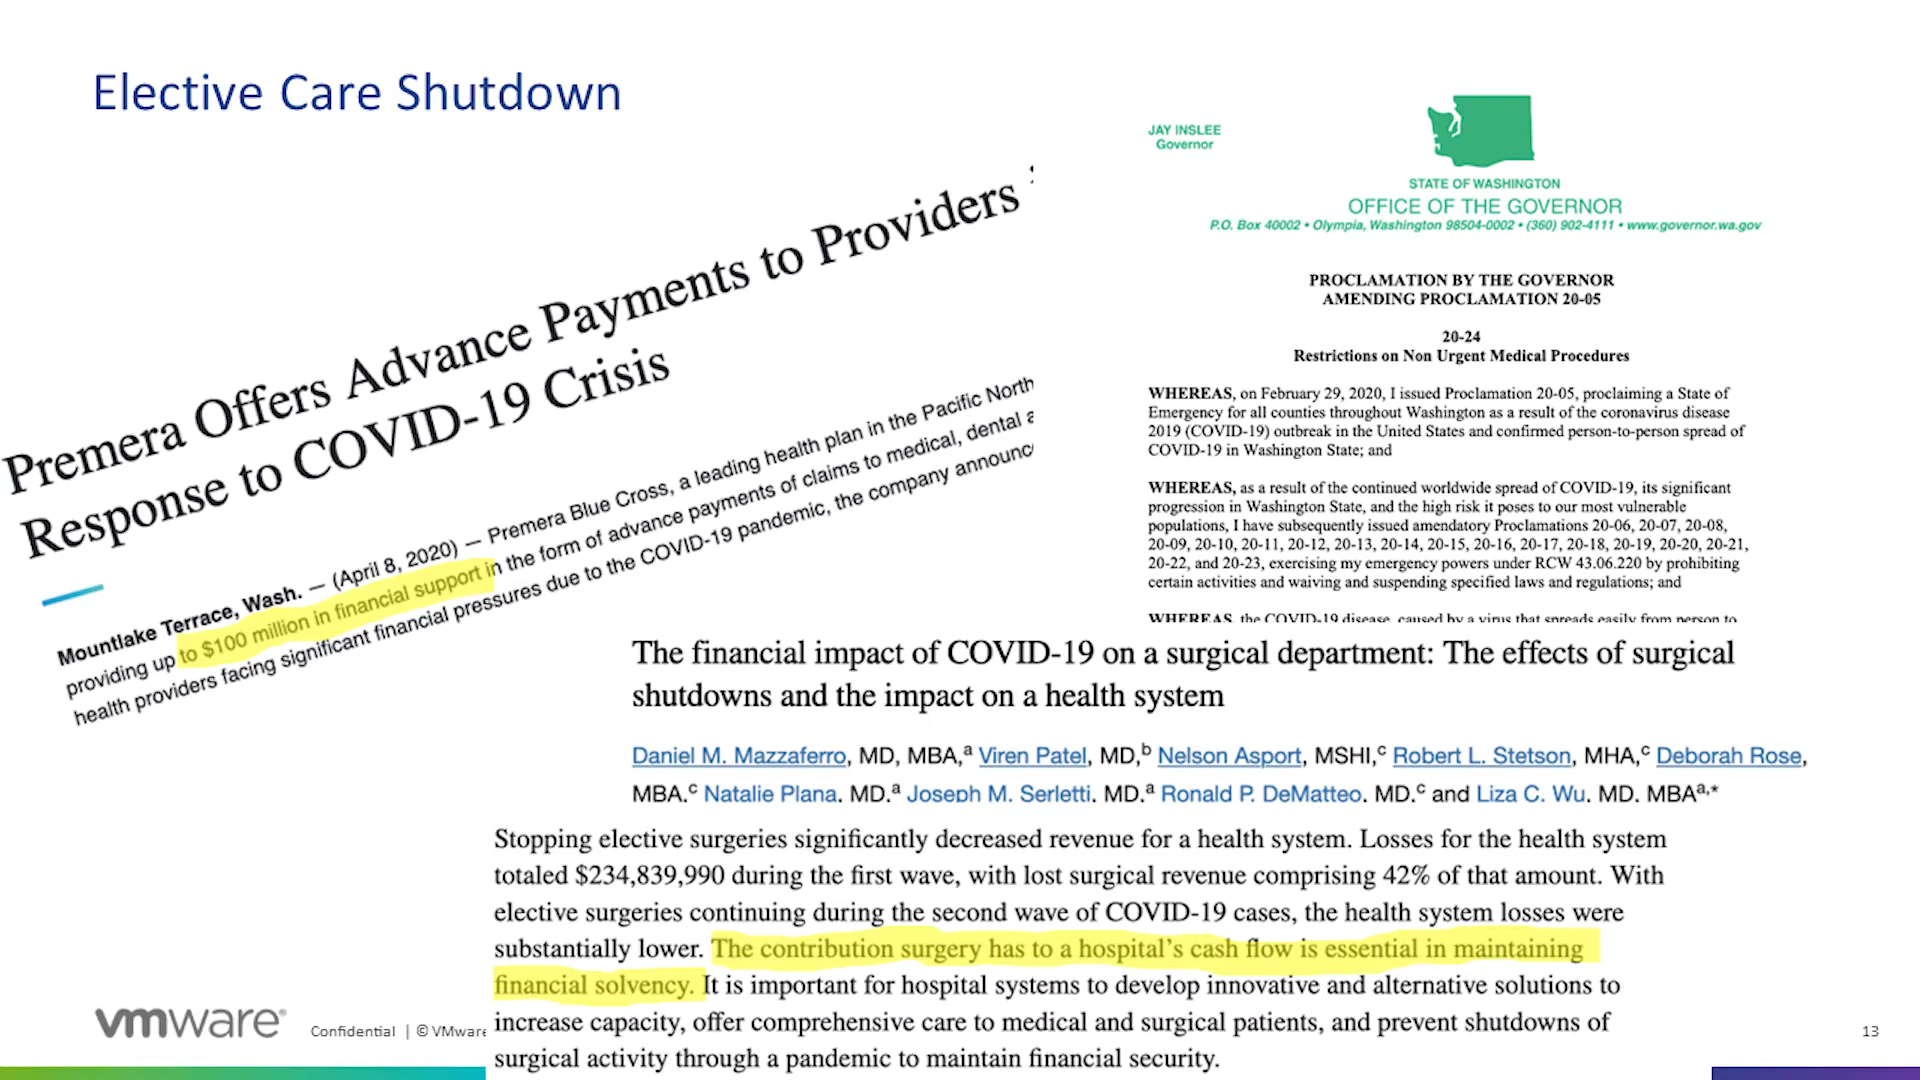 Elective Care Shutdown
Premera Offers Advance Payments to Providers
Response to COVID-19 Crisis
Mountlake Terrace, Wash. — (April 8, 2020) — Premera Blue Cross, a leading health plan in the Pacific North
providing up to $100 million in financial support in the form of advance payments of claims to medical, dental a
health providers facing significant financial pressures due to the COVID-19 pandemic, the company announc
JAY INSLEE
Governor
STATE OF WASHINGTON
OFFICE OF THE GOVERNOR
P.O. Box 40002 • Olympia, Washington 98504-0002 • (360) 902-4111 • www.governor.wa.gov
PROCLAMATION BY THE GOVERNOR
AMENDING PROCLAMATION 20-05
20-24
Restrictions on Non Urgent Medical Procedures
WHEREAS, on February 29, 2020, I issued Proclamation 20-05, proclaiming a State of
Emergency for all counties throughout Washington as a result of the coronavirus disease
2019 (COVID-19) outbreak in the United States and confirmed person-to-person spread of
COVID-19 in Washington State; and
WHEREAS, as a result of the continued worldwide spread of COVID-19, its significant
progression in Washington State, and the high risk it poses to our most vulnerable
populations, I have subsequently issued amendatory Proclamations 20-06, 20-07, 20-08,
20-09, 20-10, 20-11, 20-12, 20-13, 20-14, 20-15, 20-16, 20-17, 20-18, 20-19, 20-20, 20-21,
20-22, and 20-23, exercising my emergency powers under RCW 43.06.220 by prohibiting
certain activities and waiving and suspending specified laws and regulations; and
WHEREAS, the COVID-19 disease, caused by a virus that spreads easily from person to
The financial impact of COVID-19 on a surgical department: The effects of surgical
shutdowns and the impact on a health system
Daniel M. Mazzaferro, MD, MBA,a Viren Patel, MD,b Nelson Asport, MSHI,c Robert L. Stetson, MHA,c Deborah Rose,
MBA,c Natalie Plana, MD,a Joseph M. Serletti, MD,a Ronald P. DeMatteo, MD,c and Liza C. Wu, MD, MBAa,*
Stopping elective surgeries significantly decreased revenue for a health system. Losses for the health system
totaled $234,839,990 during the first wave, with lost surgical revenue comprising 42% of that amount. With
elective surgeries continuing during the second wave of COVID-19 cases, the health system losses were
substantially lower. The contribution surgery has to a hospital’s cash flow is essential in maintaining
financial solvency. It is important for hospital systems to develop innovative and alternative solutions to
increase capacity, offer comprehensive care to medical and surgical patients, and prevent shutdowns of
surgical activity through a pandemic to maintain financial security.
vmware®
Confidential | © VMware
13